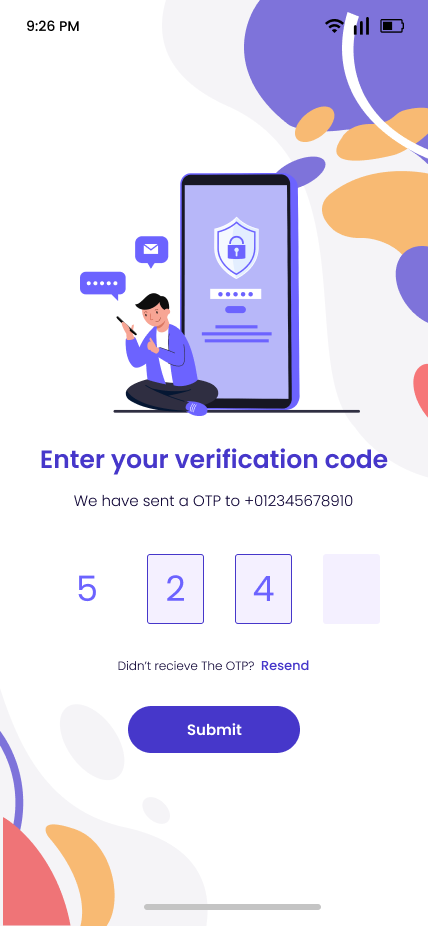 9:26 PM
Enter your verification code
We have sent a OTP to +012345678910
5 2 4
Didn't recieve The OTP? Resend
Submit